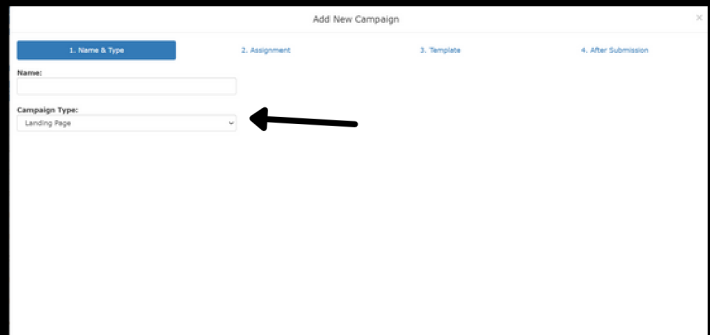 Add New Campaign
×
1. Name & Type
2. Assignment
3. Template
4. After Submission
Name:
Campaign Type:
Landing Page